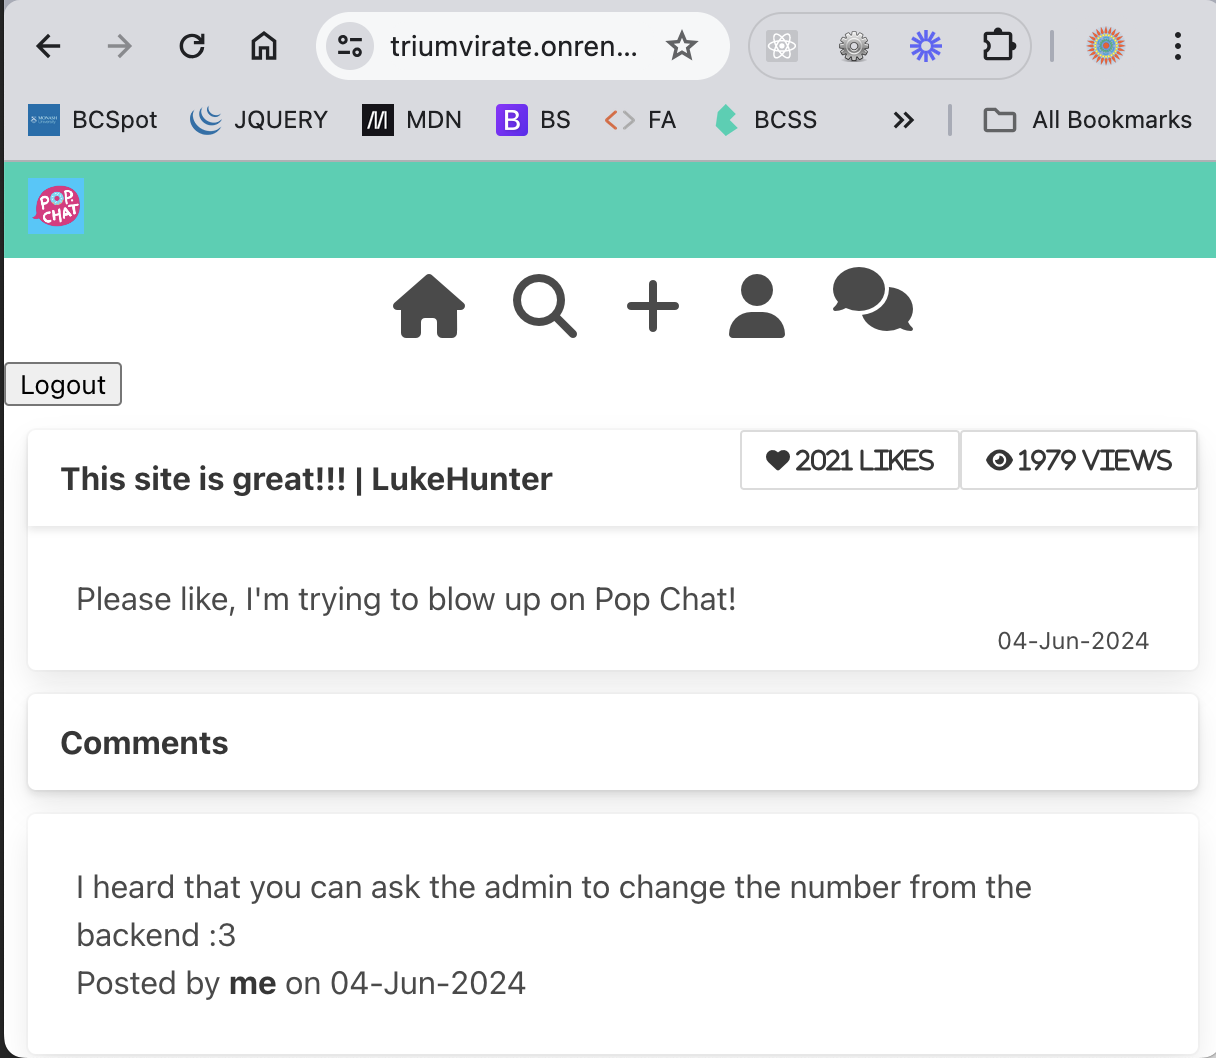 triumvirate.onren...
BCSpot JQUERY MDN B BS FA BCSS All Bookmarks
POP CHAT
Logout
This site is great!!! | LukeHunter
2021 LIKES
1979 VIEWS
Please like, I'm trying to blow up on Pop Chat!
04-Jun-2024
Comments
I heard that you can ask the admin to change the number from the
backend :3
Posted by me on 04-Jun-2024